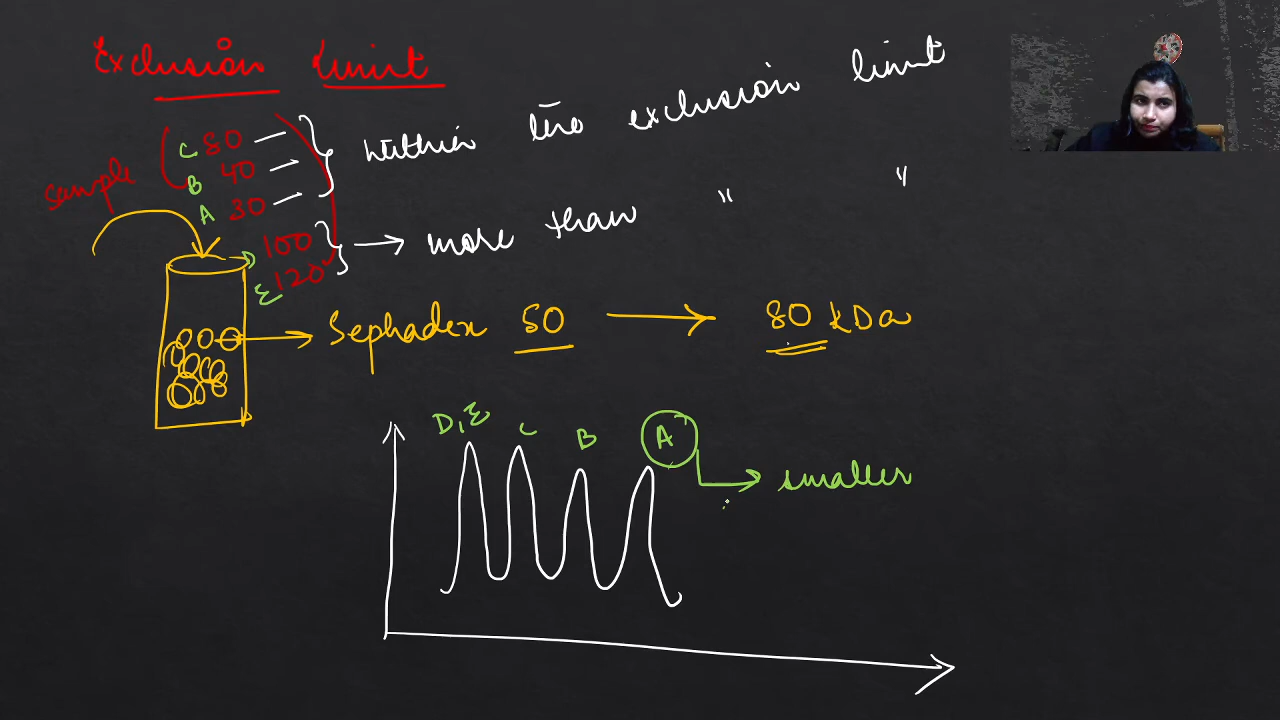 Exclusion limit
sample
C 80
B 40
A 30
within the exclusion limit
D 100
E 120
more than " "
Sephadex 50 → 80 kDa
D, E C B A
smaller